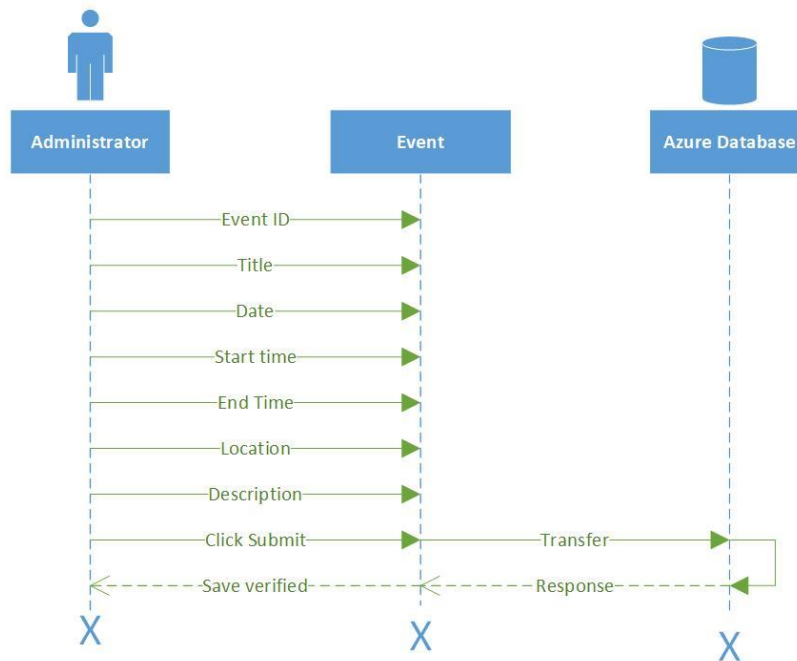 Administrator
Event
Azure Database
Event ID
Title
Date
Start time
End Time
Location
Description
Click Submit
Transfer
Save verified
Response
X
X
X